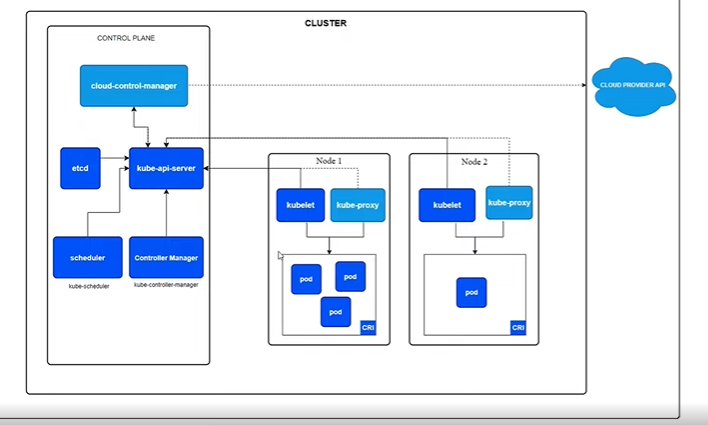 CLUSTER
CONTROL PLANE
cloud-control-manager
CLOUD PROVIDER API
etcd
kube-api-server
scheduler
kube-scheduler
Controller Manager
kube-controller-manager
Node 1
kubelet
kube-proxy
pod
pod
pod
CRI
Node 2
kubelet
kube-proxy
pod
CRI